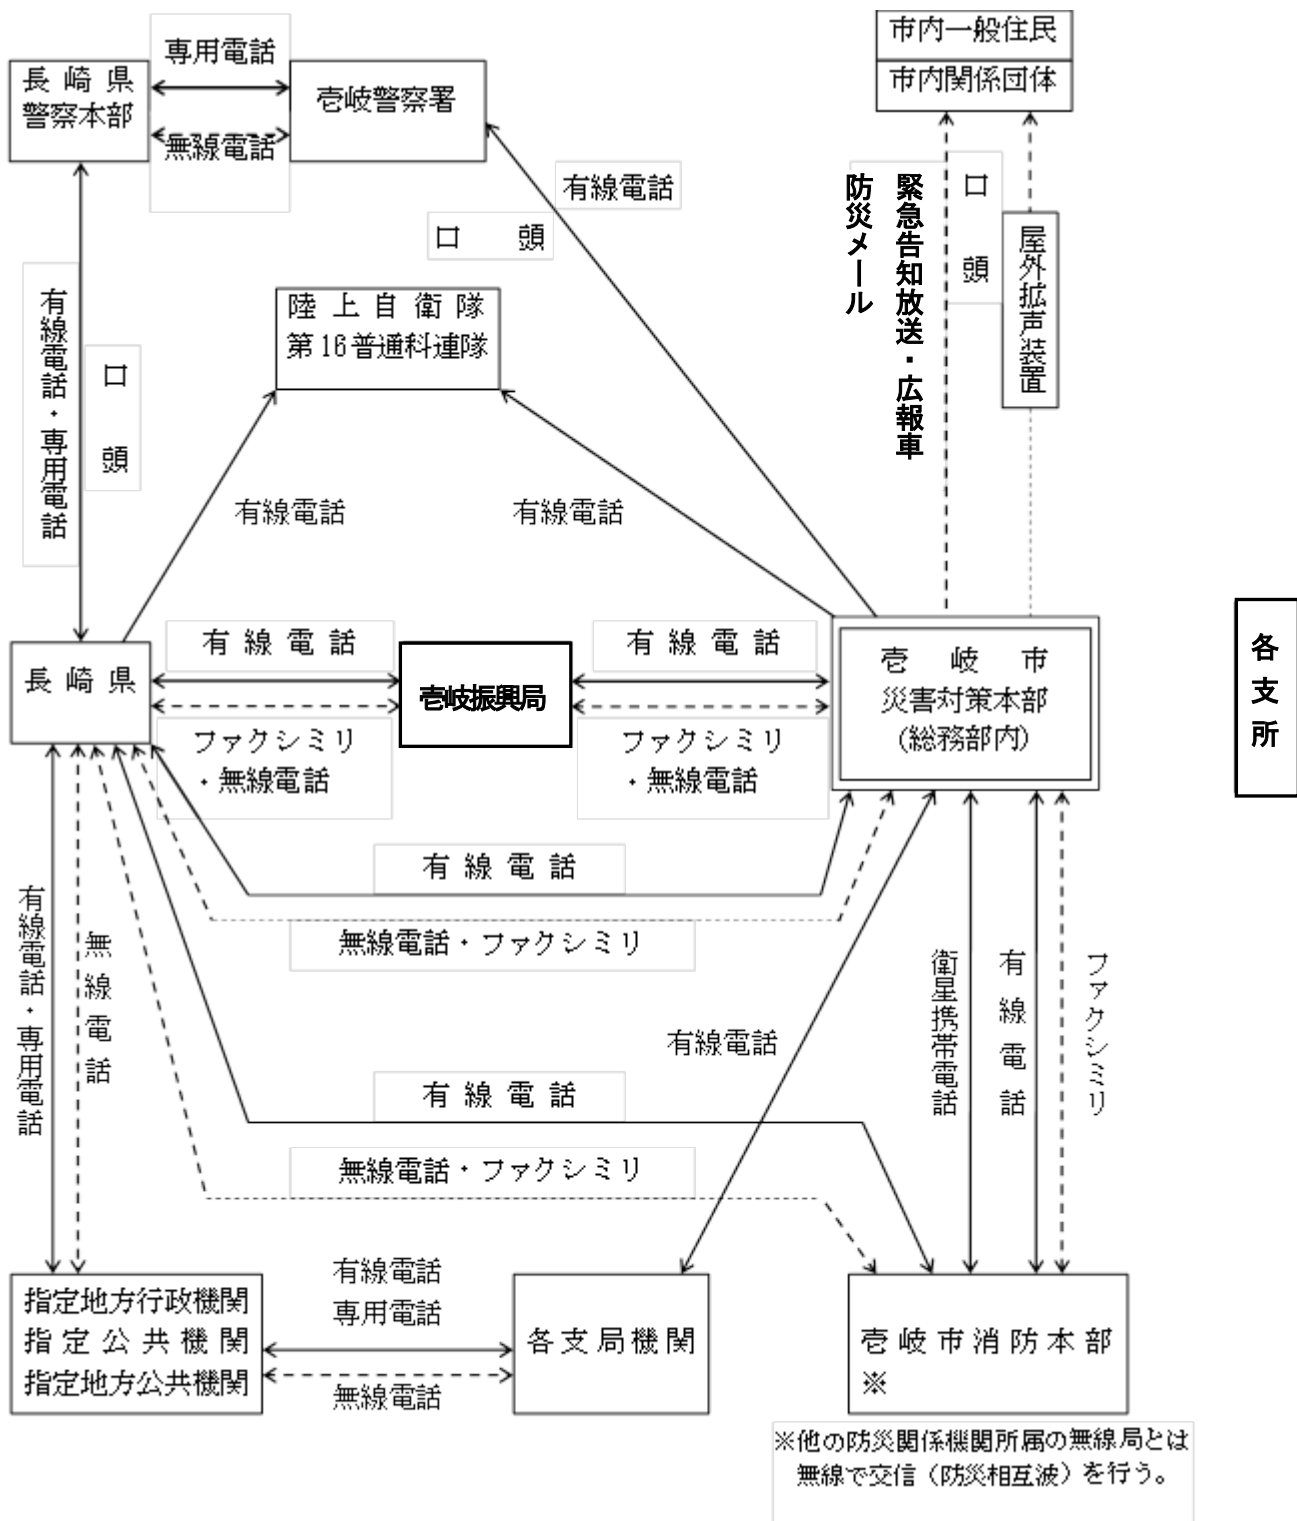 市内一般住民
市内関係団体
専用電話
長崎県
警察本部
壱岐警察署
無線電話
有線電話
口頭
緊急告知放送・広報車
防災メール
口頭
屋外拡声装置
有線電話・専用電話
口頭
陸上自衛隊
第16普通科連隊
有線電話
有線電話
各支所
有線電話
有線電話
長崎県
壱岐振興局
壱岐市
災害対策本部
(総務部内)
ファクシミリ
・無線電話
ファクシミリ
・無線電話
有線電話
無線電話・ファクシミリ
有線電話・専用電話
無線電話
衛星携帯電話
有線電話
ファクシミリ
有線電話
有線電話
無線電話・ファクシミリ
有線電話
専用電話
指定地方行政機関
指定公共機関
指定地方公共機関
各支局機関
壱岐市消防本部
※
無線電話
※他の防災関係機関所属の無線局とは
無線で交信（防災相互波）を行う。